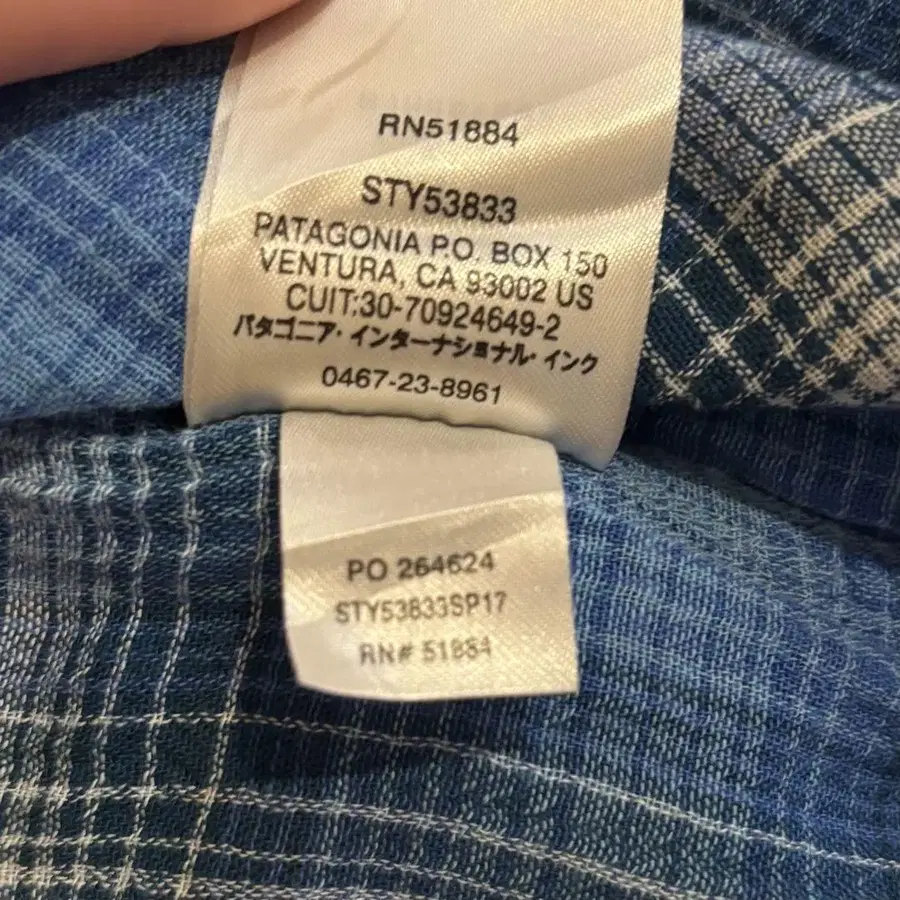 RN51884
STY53833
PATAGONIA P.O. BOX 150
VENTURA, CA 93002 US
CUIT:30-70924649-2
パタゴニア・インターナショナル・インク
0467-23-8961
PO 264624
STY53833SP17
RN# 51884